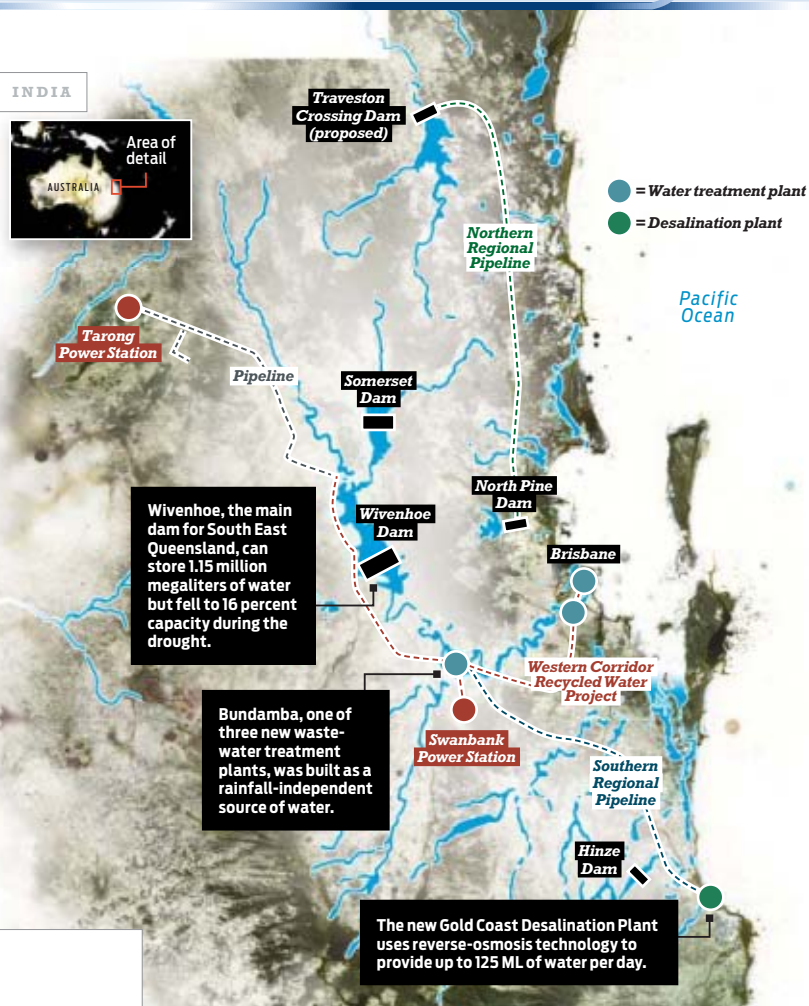 INDIA
Area of
detail
AUSTRALIA
Traveston
Crossing Dam
(proposed)
= Water treatment plant
= Desalination plant
Northern
Regional
Pipeline
Pacific
Ocean
Tarong
Power Station
Pipeline
Somerset
Dam
North Pine
Dam
Wivenhoe, the main
dam for South East
Queensland, can
store 1.15 million
megaliters of water
but fell to 16 percent
capacity during the
drought.
Wivenhoe
Dam
Brisbane
Western Corridor
Recycled Water
Project
Bundamba, one of
three new waste-
water treatment
plants, was built as a
rainfall-independent
source of water.
Swanbank
Power Station
Southern
Regional
Pipeline
Hinze
Dam
The new Gold Coast Desalination Plant
uses reverse-osmosis technology to
provide up to 125 ML of water per day.